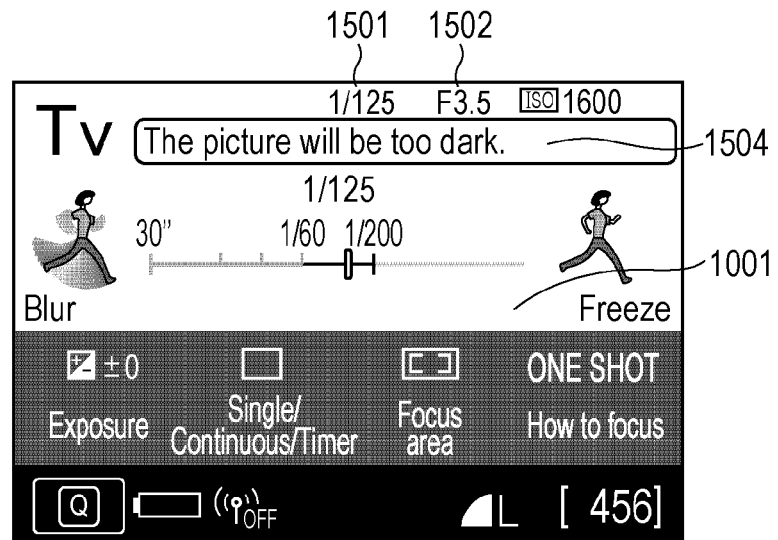 1501 1502
1/125 F3.5 ISO 1600
Tv
The picture will be too dark.
1504
1/125
30" 1/60 1/200
1001
Blur Freeze
±0 ONE SHOT
Exposure Single/ Continuous/Timer Focus area How to focus
Q OFF L [ 456]